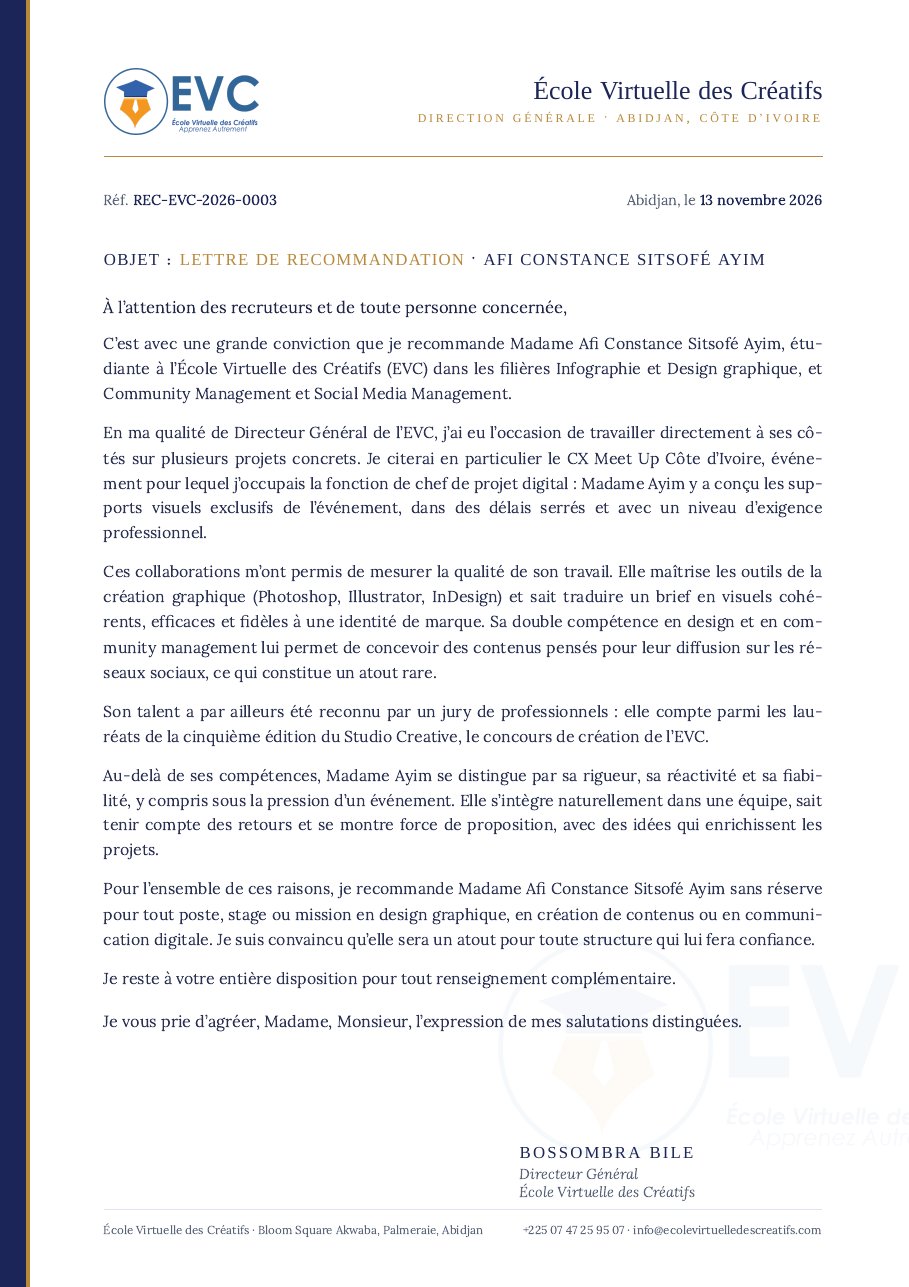 EVC
École Virtuelle des Créatifs
Apprenez Autrement
École Virtuelle des Créatifs
DIRECTION GÉNÉRALE · ABIDJAN, CÔTE D'IVOIRE
Réf. REC-EVC-2026-0003
Abidjan, le 13 novembre 2026
OBJET : LETTRE DE RECOMMANDATION · AFI CONSTANCE SITSOFÉ AYIM
À l’attention des recruteurs et de toute personne concernée,
C’est avec une grande conviction que je recommande Madame Afi Constance Sitsofé Ayim, étu-
diante à l’École Virtuelle des Créatifs (EVC) dans les filières Infographie et Design graphique, et
Community Management et Social Media Management.
En ma qualité de Directeur Général de l’EVC, j’ai eu l’occasion de travailler directement à ses cô-
tés sur plusieurs projets concrets. Je citerai en particulier le CX Meet Up Côte d’Ivoire, événe-
ment pour lequel j’occupais la fonction de chef de projet digital : Madame Ayim y a conçu les sup-
ports visuels exclusifs de l’événement, dans des délais serrés et avec un niveau d’exigence
professionnel.
Ces collaborations m’ont permis de mesurer la qualité de son travail. Elle maîtrise les outils de la
création graphique (Photoshop, Illustrator, InDesign) et sait traduire un brief en visuels cohé-
rents, efficaces et fidèles à une identité de marque. Sa double compétence en design et en com-
munity management lui permet de concevoir des contenus pensés pour leur diffusion sur les ré-
seaux sociaux, ce qui constitue un atout rare.
Son talent a par ailleurs été reconnu par un jury de professionnels : elle compte parmi les lau-
réats de la cinquième édition du Studio Creative, le concours de création de l’EVC.
Au-delà de ses compétences, Madame Ayim se distingue par sa rigueur, sa réactivité et sa fiabi-
lité, y compris sous la pression d’un événement. Elle s’intègre naturellement dans une équipe, sait
tenir compte des retours et se montre force de proposition, avec des idées qui enrichissent les
projets.
Pour l’ensemble de ces raisons, je recommande Madame Afi Constance Sitsofé Ayim sans réserve
pour tout poste, stage ou mission en design graphique, en création de contenus ou en communi-
cation digitale. Je suis convaincu qu’elle sera un atout pour toute structure qui lui fera confiance.
Je reste à votre entière disposition pour tout renseignement complémentaire.
Je vous prie d’agréer, Madame, Monsieur, l’expression de mes salutations distinguées.
EV
École Virtuelle de
Apprenez Autr
BOSSOMBRA BILE
Directeur Général
École Virtuelle des Créatifs
École Virtuelle des Créatifs · Bloom Square Akwaba, Palmeraie, Abidjan
+225 07 47 25 95 07 · info@ecolevirtuelledescreatifs.com